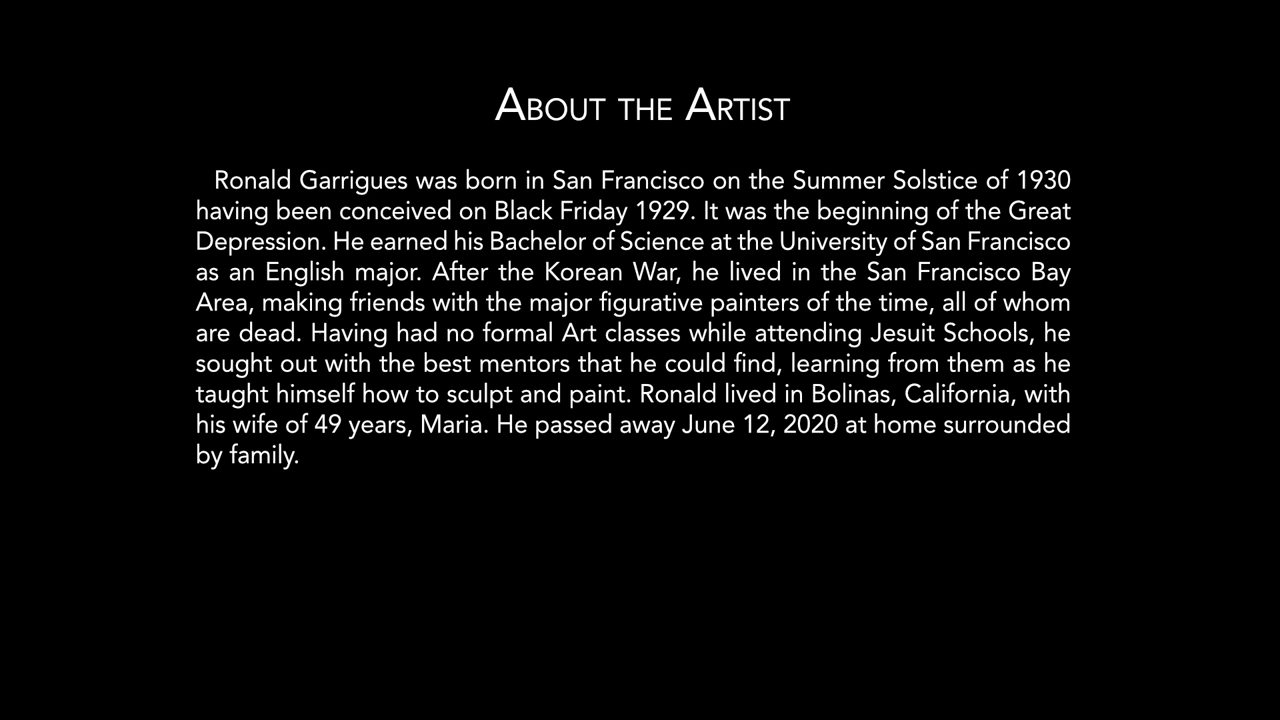 About the Artist
Ronald Garrigues was born in San Francisco on the Summer Solstice of 1930
having been conceived on Black Friday 1929. It was the beginning of the Great
Depression. He earned his Bachelor of Science at the University of San Francisco
as an English major. After the Korean War, he lived in the San Francisco Bay
Area, making friends with the major figurative painters of the time, all of whom
are dead. Having had no formal Art classes while attending Jesuit Schools, he
sought out with the best mentors that he could find, learning from them as he
taught himself how to sculpt and paint. Ronald lived in Bolinas, California, with
his wife of 49 years, Maria. He passed away June 12, 2020 at home surrounded
by family.